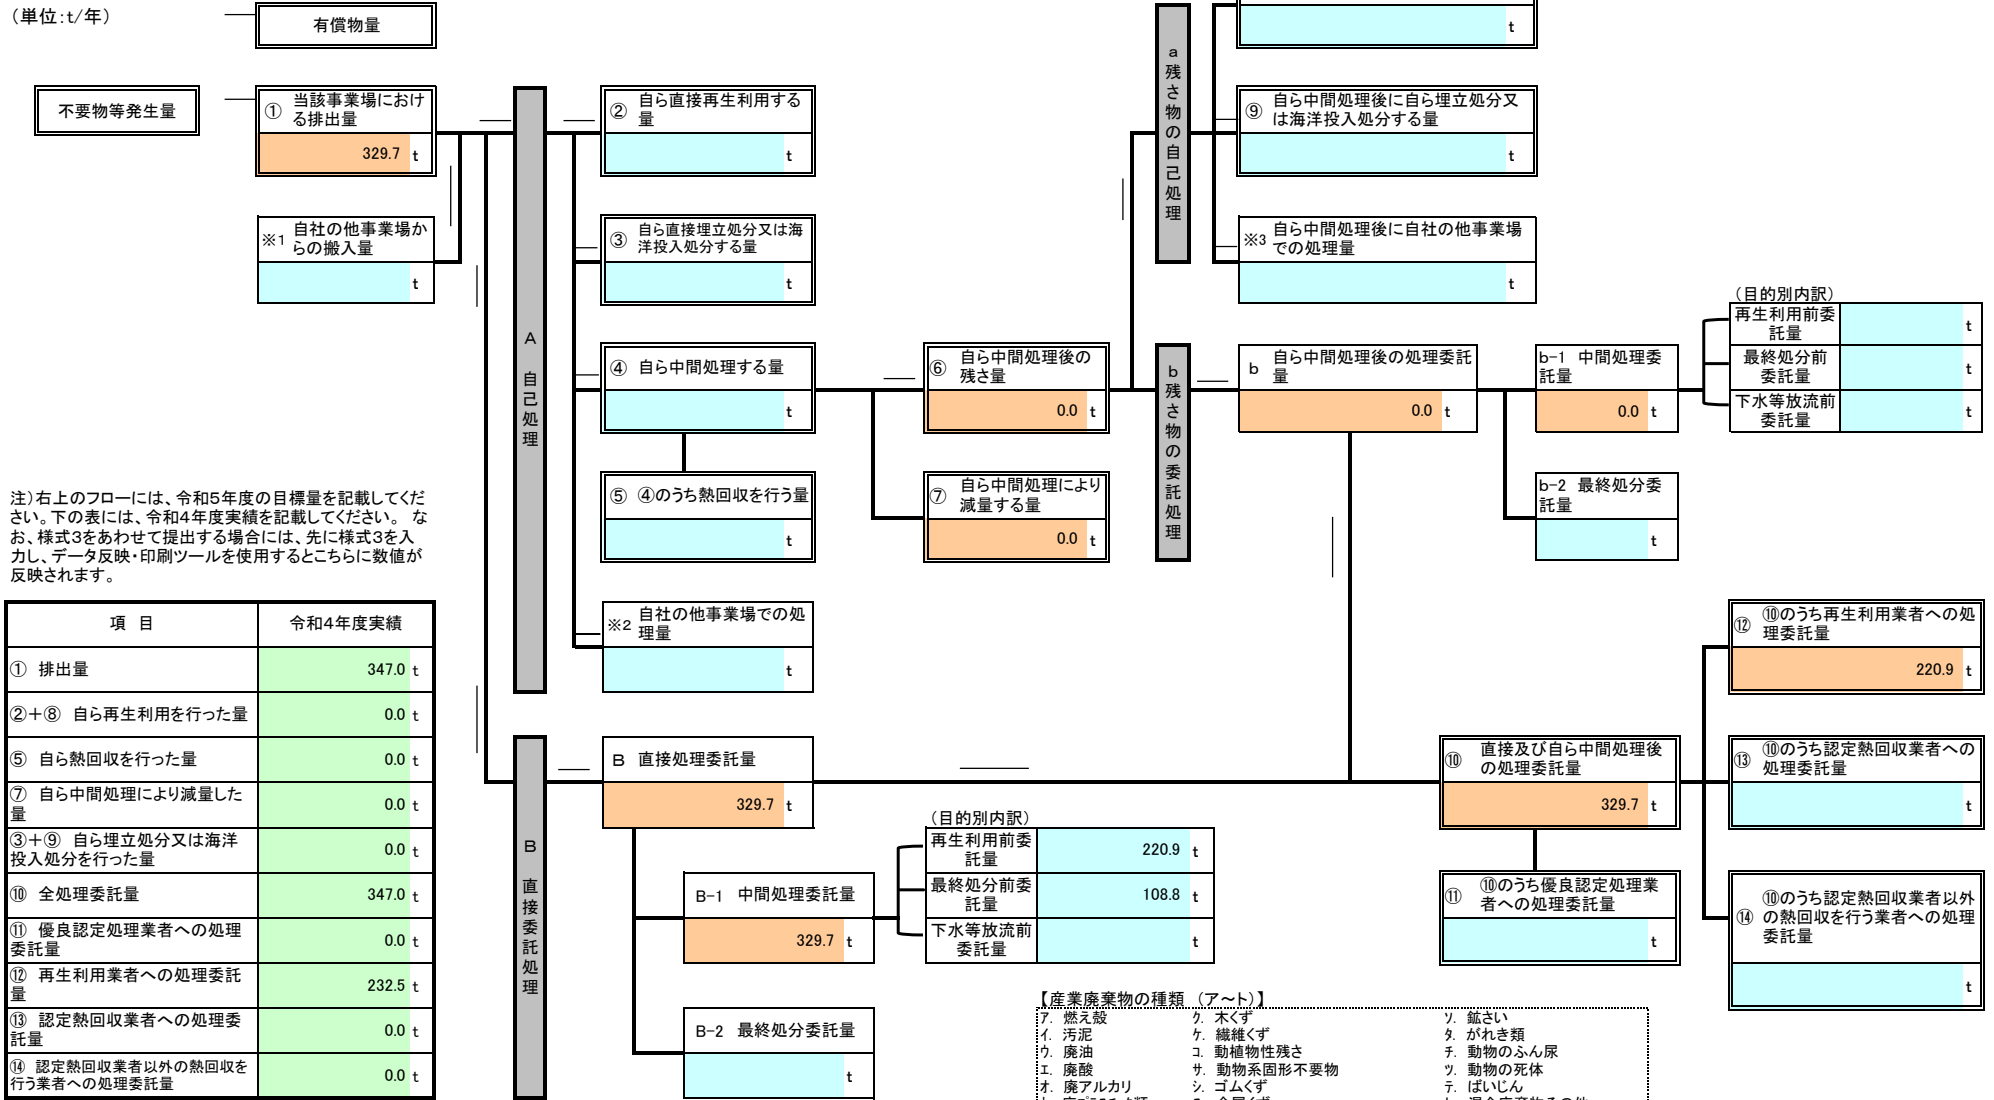 （単位：t/年）
有償物量
t
不要物等発生量
① 当該事業場におけ
る排出量
329.7 t
※1 自社の他事業場か
らの搬入量
t
A 自己処理
② 自ら直接再生利用する
量
t
③ 自ら直接埋立処分又は海
洋投入処分する量
t
④ 自ら中間処理する量
t
⑤ ④のうち熱回収を行う量
t
※2 自社の他事業場での処
理量
t
⑥ 自ら中間処理後の
残さ量
0.0 t
⑦ 自ら中間処理により
減量する量
0.0 t
a 残さ物の自己処理
⑨ 自ら中間処理後に自ら埋立処分又
は海洋投入処分する量
t
※3 自ら中間処理後に自社の他事業場
での処理量
t
b 残さ物の委託処理
b 自ら中間処理後の処理委託
量
0.0 t
b-1 中間処理委
託量
0.0 t
b-2 最終処分委
託量
t
（目的別内訳）
再生利用前委
託量
t
最終処分前
委託量
t
下水等放流前
委託量
t
注）右上のフローには、令和５年度の目標量を記載してくだ
さい。下の表には、令和４年度実績を記載してください。 な
お、様式３をあわせて提出する場合には、先に様式３を入
力し、データ反映・印刷ツールを使用するとこちらに数値が
反映されます。
項 目 令和４年度実績
① 排出量 347.0 t
②＋⑧ 自ら再生利用を行った量 0.0 t
⑤ 自ら熱回収を行った量 0.0 t
⑦ 自ら中間処理により減量した
量 0.0 t
③＋⑨ 自ら埋立処分又は海洋
投入処分を行った量 0.0 t
⑩ 全処理委託量 347.0 t
⑪ 優良認定処理業者への処理
委託量 0.0 t
⑫ 再生利用業者への処理委託
量 232.5 t
⑬ 認定熱回収業者への処理委
託量 0.0 t
⑭ 認定熱回収業者以外の熱回収を
行う業者への処理委託量 0.0 t
B 直接委託処理
B 直接処理委託量
329.7 t
B-1 中間処理委託量
329.7 t
B-2 最終処分委託量
t
（目的別内訳）
再生利用前委
託量
220.9 t
最終処分前委
託量
108.8 t
下水等放流前
委託量
t
⑩ 直接及び自ら中間処理後
の処理委託量
329.7 t
⑪ ⑩のうち優良認定処理業
者への処理委託量
t
⑫ ⑩のうち再生利用業者への処
理委託量
220.9 t
⑬ ⑩のうち認定熱回収業者への
処理委託量
t
⑭ ⑩のうち認定熱回収業者以外
の熱回収を行う業者への処理
委託量
t
【産業廃棄物の種類 （ア～ト）】
ｱ. 燃え殻 ｸ. 木くず ｿ. 鉱さい
ｲ. 汚泥 ｹ. 繊維くず ﾀ. がれき類
ｳ. 廃油 ｺ. 動植物性残さ ﾁ. 動物のふん尿
ｴ. 廃酸 ｻ. 動物系固形不要物 ﾂ. 動物の死体
ｵ. 廃アルカリ ｼ. ゴムくず ﾃ. ばいじん